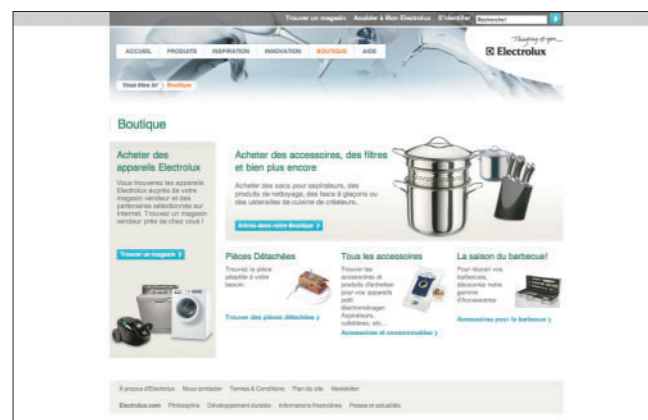 Trouver un magasin Accéder à Mon Electrolux S'identifier Recherche!
Thinking of you
Electrolux
ACCUEIL PRODUITS INSPIRATION INNOVATION BOUTIQUE AIDE
Vous êtes ici Boutique
Boutique
Acheter des
appareils Electrolux
Vous trouverez les appareils
Electrolux auprès de votre
magasin vendeur et des
partenaires sélectionnés sur
Internet. Trouvez un magasin
vendeur près de chez vous !
Trouver un magasin
Acheter des accessoires, des filtres
et bien plus encore
Acheter des sacs pour aspirateurs, des
produits de nettoyage, des bacs à glaçons ou
des ustensiles de cuisine de créateurs.
Entrez dans notre Boutique
Pièces Détachées
Trouvez la pièce
adaptée à votre
besoin.
Trouver des pièces détachées
Tous les accessoires
Trouver les
accessoires et
produits d'entretien
pour vos appareils
petit
électroménager
Aspirateurs,
cafetières, etc...
Accessoires et consommables
La saison du barbecue!
Pour réussir vos
barbecues,
découvrez notre
gamme
d'Accessoires
Accessoires pour le barbecue
À propos d'Electrolux Nous contacter Termes & Conditions Plan du site Newsletter
Electrolux.com Philosophie Développement durable Informations financières Presse et actualités